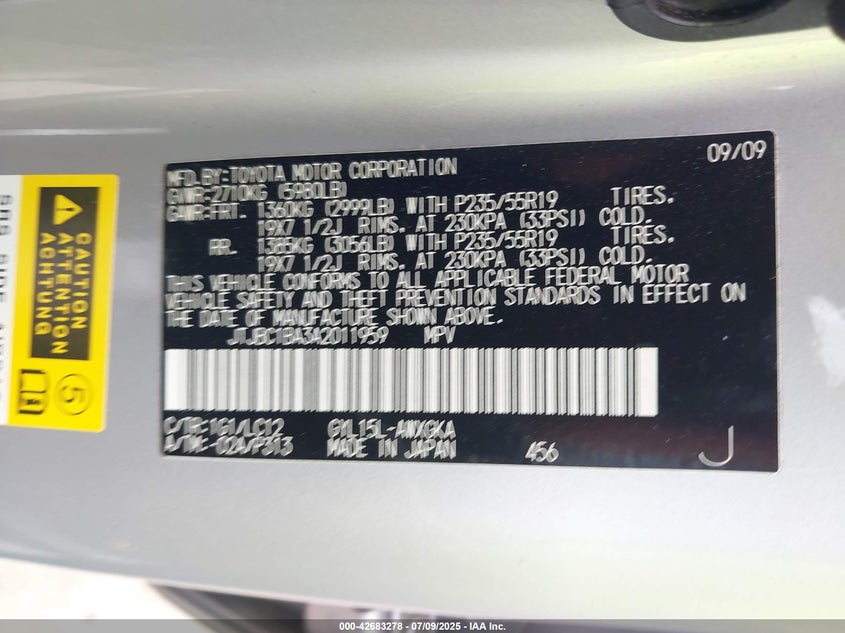 09/09
MFD.BY:TOYOTA MOTOR CORPORATION
GVWR:2710KG (5980LB)
GAWR:FRT. 1360KG (2999LB) WITH P235/55R19 TIRES.
19X7 1/2J RIMS. AT 230KPA (33PSI) COLD.
RR. 1385KG (3056LB) WITH P235/55R19 TIRES.
19X7 1/2J RIMS. AT 230KPA (33PSI) COLD.
THIS VEHICLE CONFORMS TO ALL APPLICABLE FEDERAL MOTOR
VEHICLE SAFETY AND THEFT PREVENTION STANDARDS IN EFFECT ON
THE DATE OF MANUFACTURE SHOWN ABOVE.
JTJBC1BA3A2011959 MPV
C/TR:1G1/LC12 GYL15L-AWXGKA
A/TM:-02A/P313 MADE IN JAPAN 456 J
CAUTION
ATTENTION
ACHTUNG
5
000-42683278 - 07/09/2025 - IAA Inc.